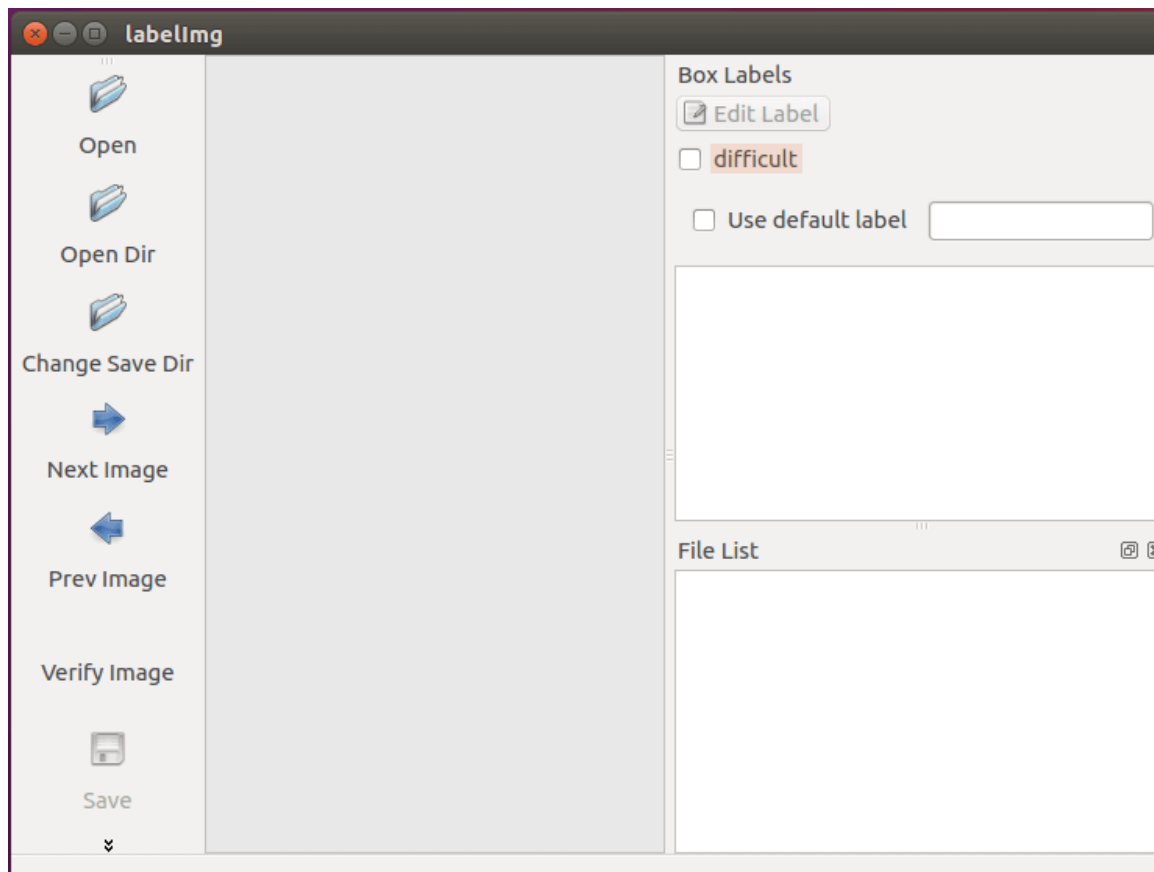 labelImg
Open
Open Dir
Change Save Dir
Next Image
Prev Image
Verify Image
Save
Box Labels
Edit Label
difficult
Use default label
File List